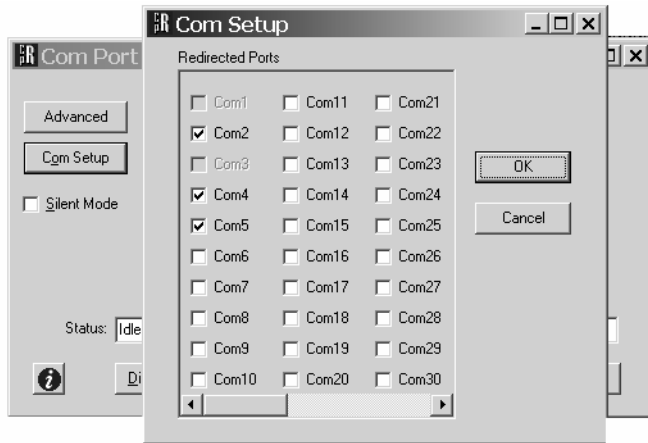 Com Setup
Redirected Ports
Com1 Com11 Com21
Com2 Com12 Com22
Com3 Com13 Com23
Com4 Com14 Com24
Com5 Com15 Com25
Com6 Com16 Com26
Com7 Com17 Com27
Com8 Com18 Com28
Com9 Com19 Com29
Com10 Com20 Com30
OK
Cancel
Com Port
Advanced
Com Setup
Silent Mode
Status: Idle
Di